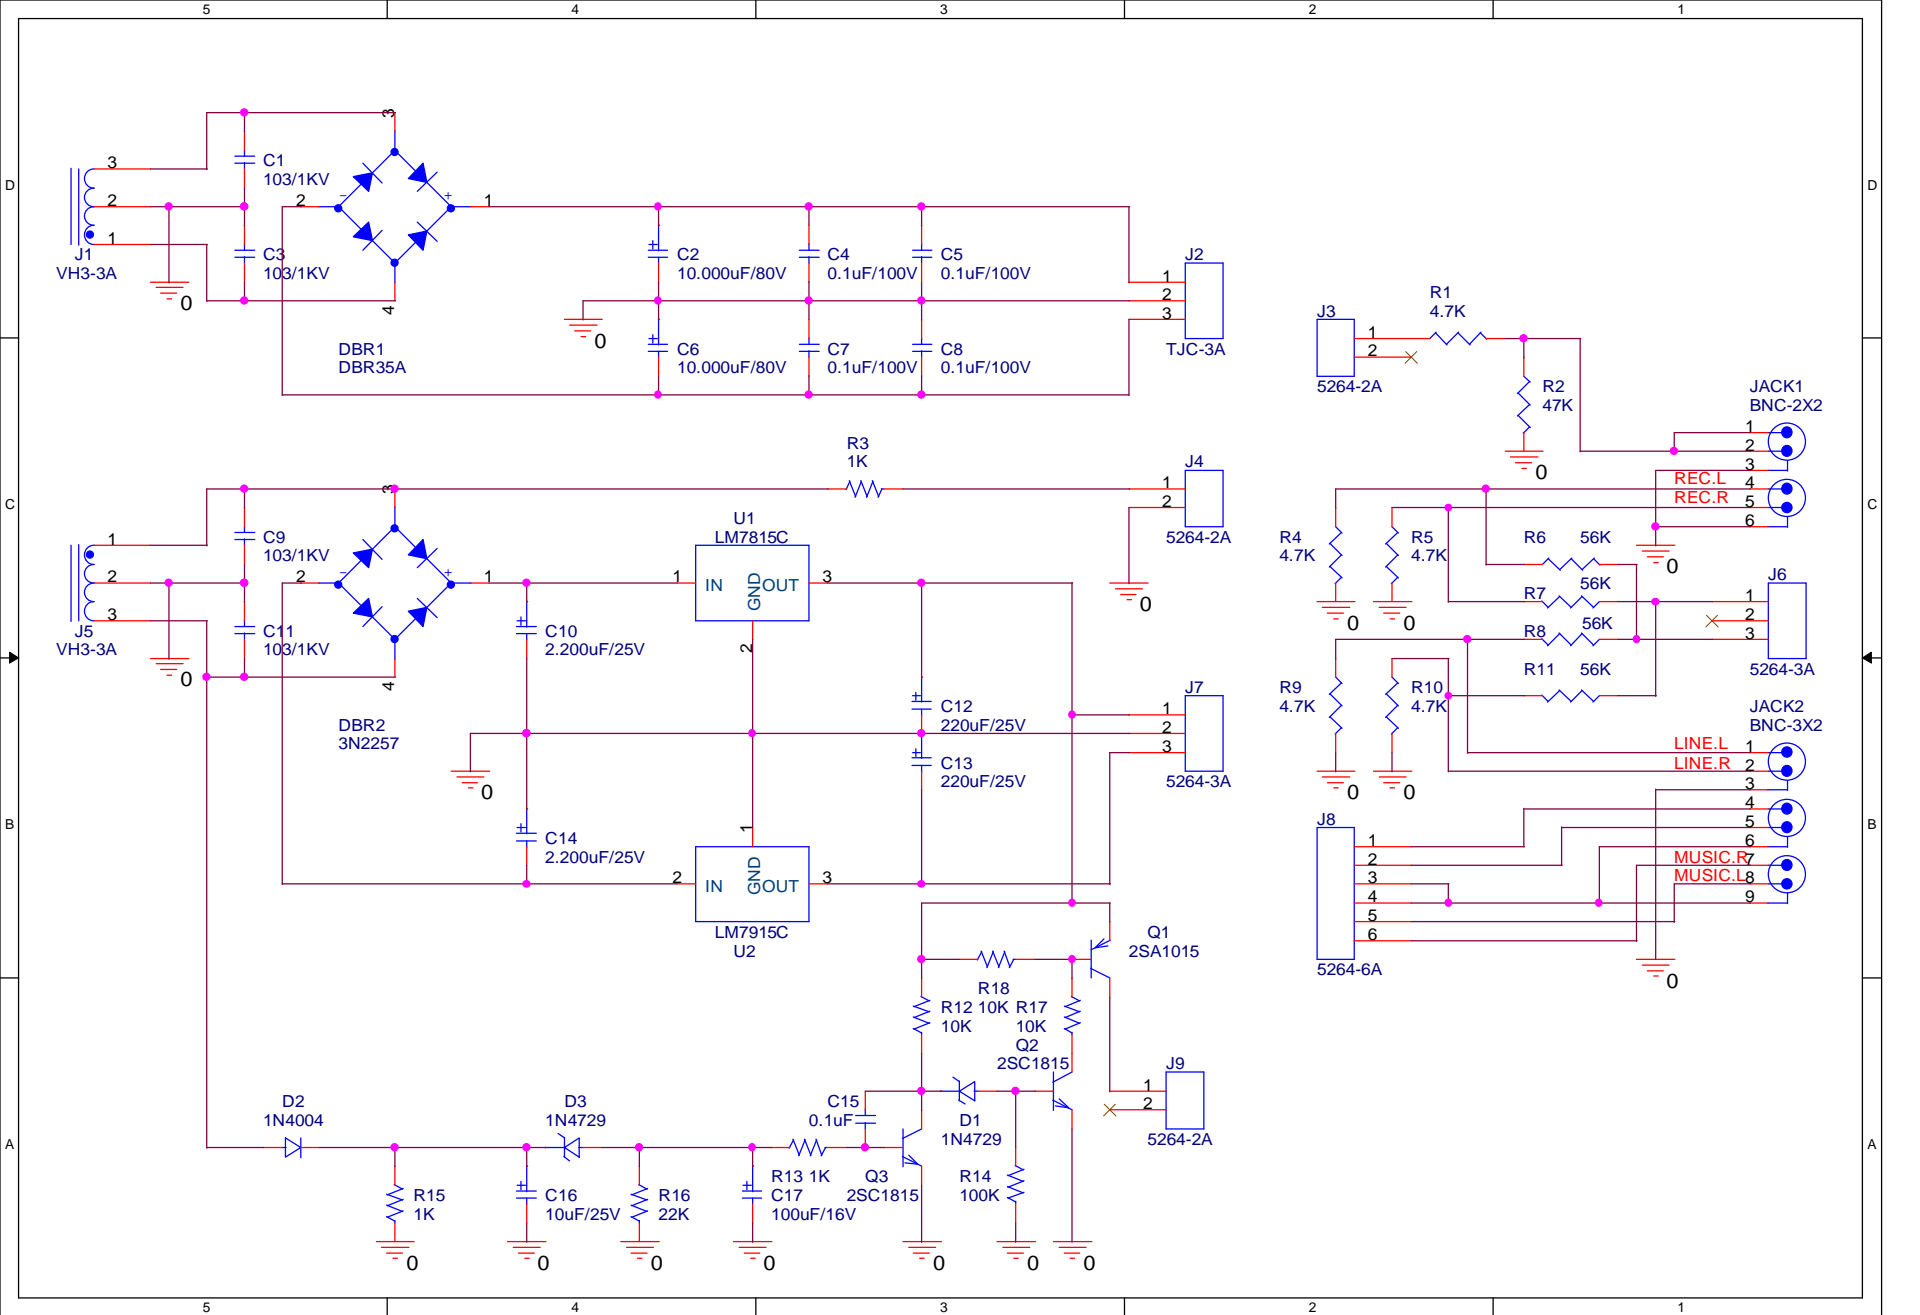 5 4 3 2 1
D D
3
3
C1
103/1KV
2
2
1
1
J1
VH3-3A
C3
103/1KV
0
4
C2
10.000uF/80V
C4
0.1uF/100V
C5
0.1uF/100V
J2
1
2
3
TJC-3A
0
DBR1
DBR35A
C6
10.000uF/80V
C7
0.1uF/100V
C8
0.1uF/100V
R1
4.7K
J3
1
2
5264-2A
R2
47K
0
JACK1
BNC-2X2
1
2
3
REC.L 4
REC.R 5
6
0
C C
R3
1K
J4
1
2
5264-2A
0
3
C9
103/1KV
1
2
3
J5
VH3-3A
2
1
C11
103/1KV
0
4
U1
LM7815C
1
IN
GND
OUT
3
2
C10
2.200uF/25V
DBR2
3N2257
R4
4.7K
0
R5
4.7K
0
R6 56K
R7 56K
R8 56K
R11 56K
J6
1
2
3
5264-3A
R9
4.7K
0
R10
4.7K
0
C12
220uF/25V
C13
220uF/25V
J7
1
2
3
5264-3A
0
JACK2
BNC-3X2
LINE.L 1
LINE.R 2
3
4
5
6
MUSIC.R 7
MUSIC.L 8
9
B B
C14
2.200uF/25V
1
2
IN
GND
OUT
3
LM7915C
U2
J8
1
2
3
4
5
6
5264-6A
0
Q1
2SA1015
R18
10K
R12
10K
R17
10K
Q2
2SC1815
J9
1
2
5264-2A
D2
1N4004
D3
1N4729
C15
0.1uF
D1
1N4729
A A
R15
1K
C16
10uF/25V
R16
22K
R13 1K
C17
100uF/16V
Q3
2SC1815
R14
100K
0 0 0 0 0 0 0
5 4 3 2 1